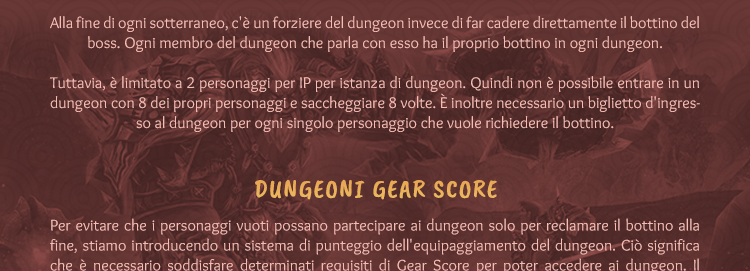 Alla fine di ogni sotterraneo, c'è un forziere del dungeon invece di far cadere direttamente il bottino del
boss. Ogni membro del dungeon che parla con esso ha il proprio bottino in ogni dungeon.
Tuttavia, è limitato a 2 personaggi per IP per istanza di dungeon. Quindi non è possibile entrare in un
dungeon con 8 dei propri personaggi e saccheggiare 8 volte. È inoltre necessario un biglietto d'ingres-
so al dungeon per ogni singolo personaggio che vuole richiedere il bottino.
DUNGEONI GEAR SCORE
Per evitare che i personaggi vuoti possano partecipare ai dungeon solo per reclamare il bottino alla
fine, stiamo introducendo un sistema di punteggio dell'equipaggiamento del dungeon. Ciò significa
che è necessario soddisfare determinati requisiti di Gear Score per poter accedere ai dungeon. Il